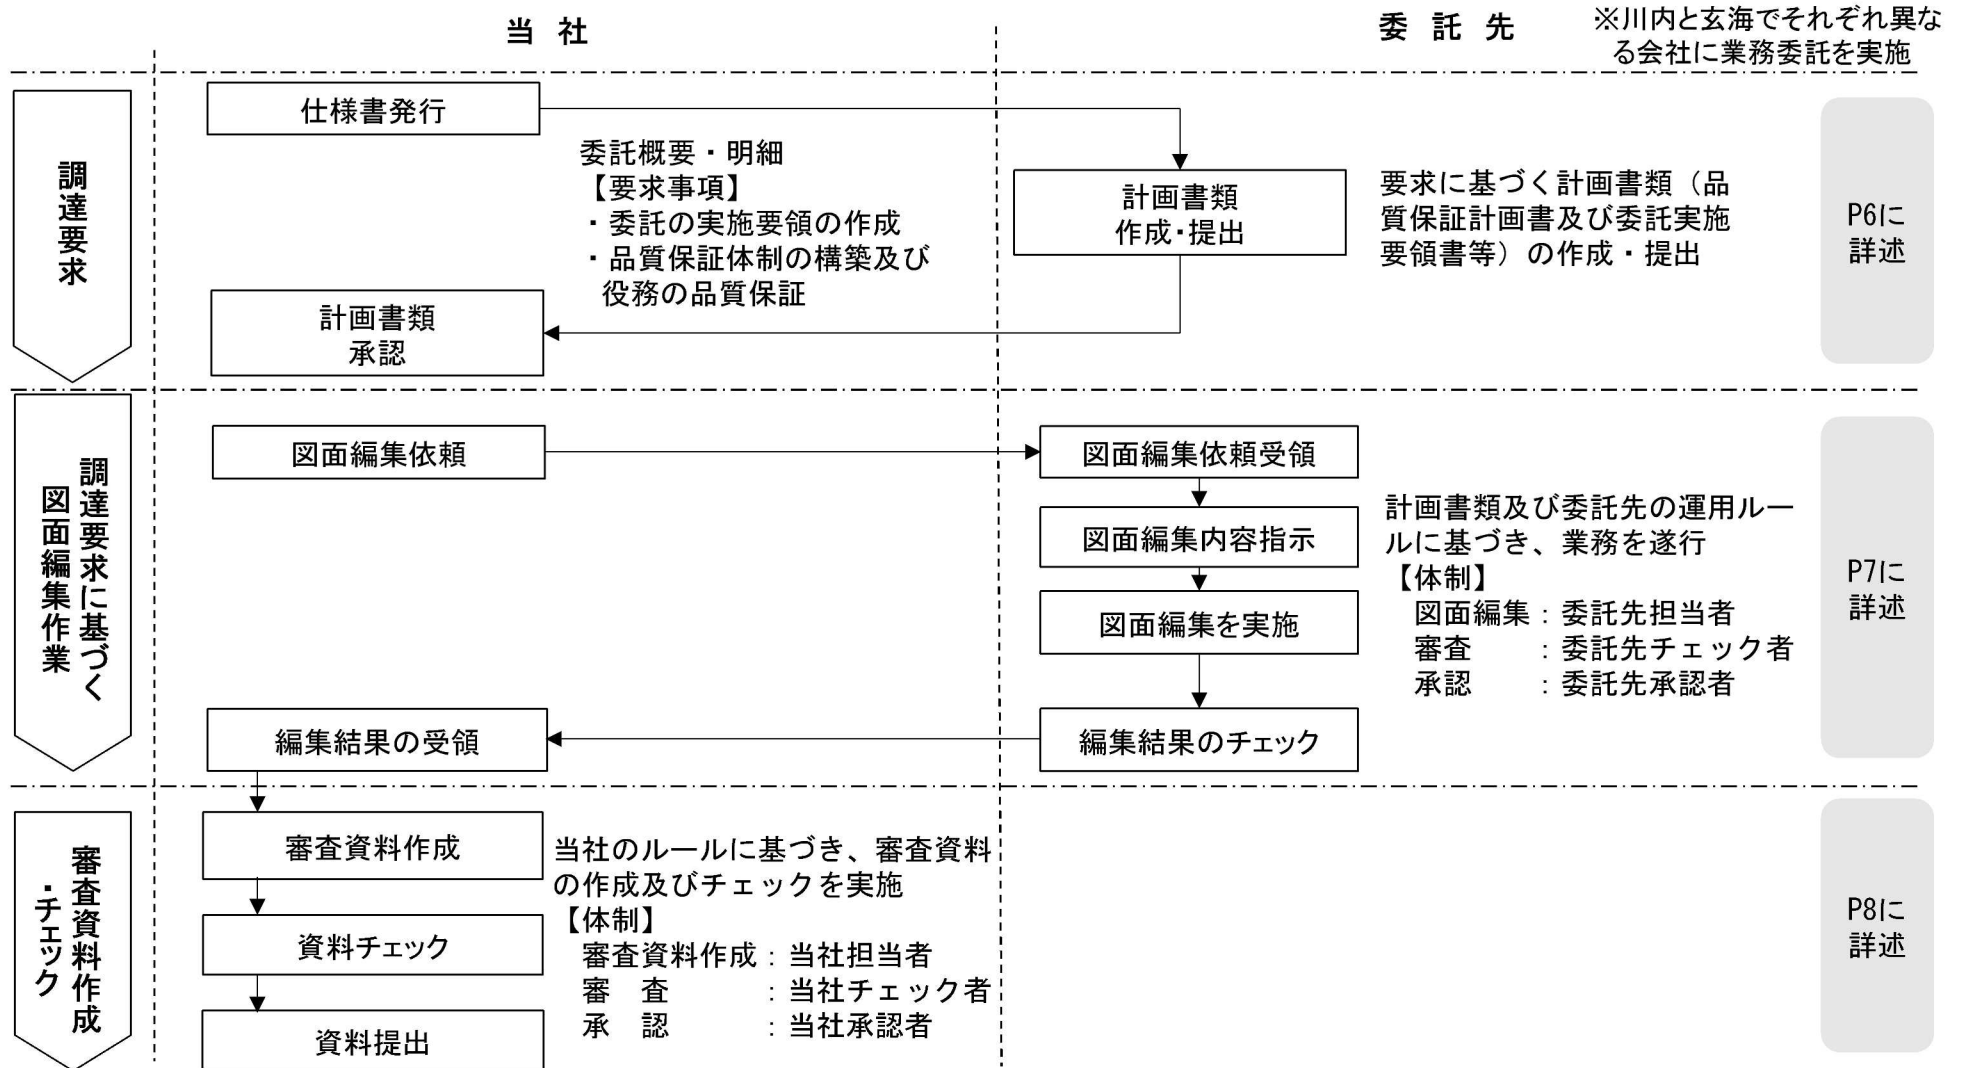 当 社
委 託 先
※川内と玄海でそれぞれ異な
る会社に業務委託を実施
調達要求
仕様書発行
委託概要・明細
【要求事項】
・委託の実施要領の作成
・品質保証体制の構築及び
役務の品質保証
計画書類
作成・提出
要求に基づく計画書類（品
質保証計画書及び委託実施
要領書等）の作成・提出
P6に
詳述
計画書類
承認
調達要求に基づく
図面編集作業
図面編集依頼
図面編集依頼受領
図面編集内容指示
図面編集を実施
編集結果のチェック
計画書類及び委託先の運用ルー
ルに基づき、業務を遂行
【体制】
図面編集：委託先担当者
審査　　：委託先チェック者
承認　　：委託先承認者
P7に
詳述
編集結果の受領
審査資料作成
・チェック
審査資料作成
資料チェック
資料提出
当社のルールに基づき、審査資料
の作成及びチェックを実施
【体制】
審査資料作成：当社担当者
審　査　　　：当社チェック者
承　認　　　：当社承認者
P8に
詳述